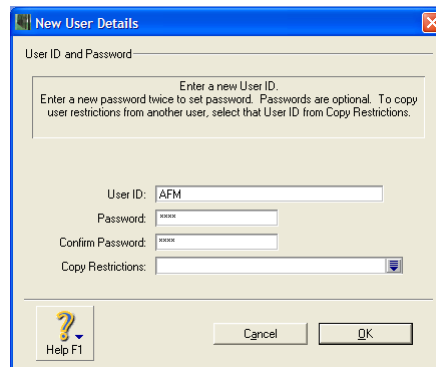 New User Details
User ID and Password
Enter a new User ID.
Enter a new password twice to set password. Passwords are optional. To copy
user restrictions from another user, select that User ID from Copy Restrictions.
User ID: AFM
Password: ****
Confirm Password: ****
Copy Restrictions:
Help F1
Cancel
OK